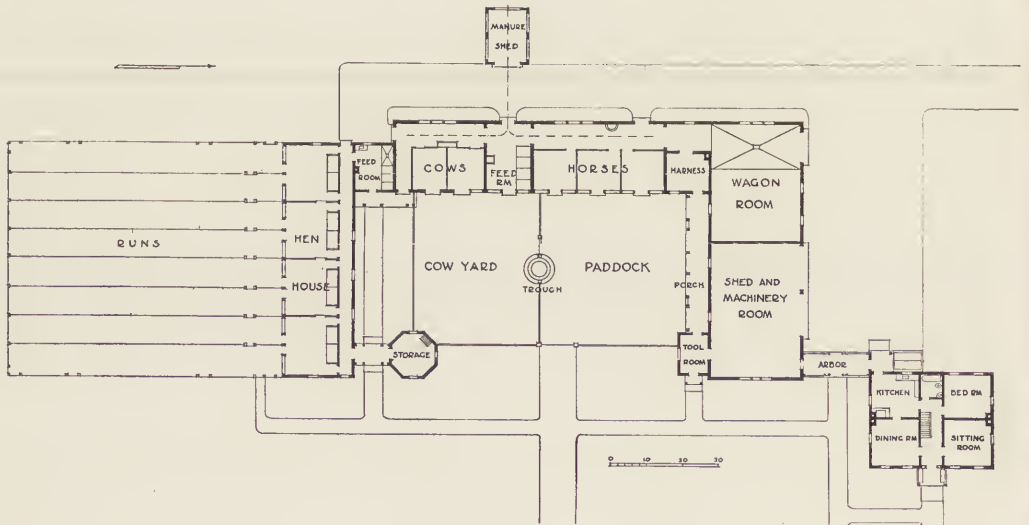 MANURE
SHED
FEED
ROOM
COWS
FEED
RM
HORSES
HARNESS
WAGON
ROOM
RUNS
HEN
HOUSE
COW YARD
TROUGH
PADDOCK
PORCH
SHED AND
MACHINERY
ROOM
STORAGE
TOOL
ROOM
ARBOR
KITCHEN
BED RM
DINING RM
SITTING
ROOM
0 10 20 30